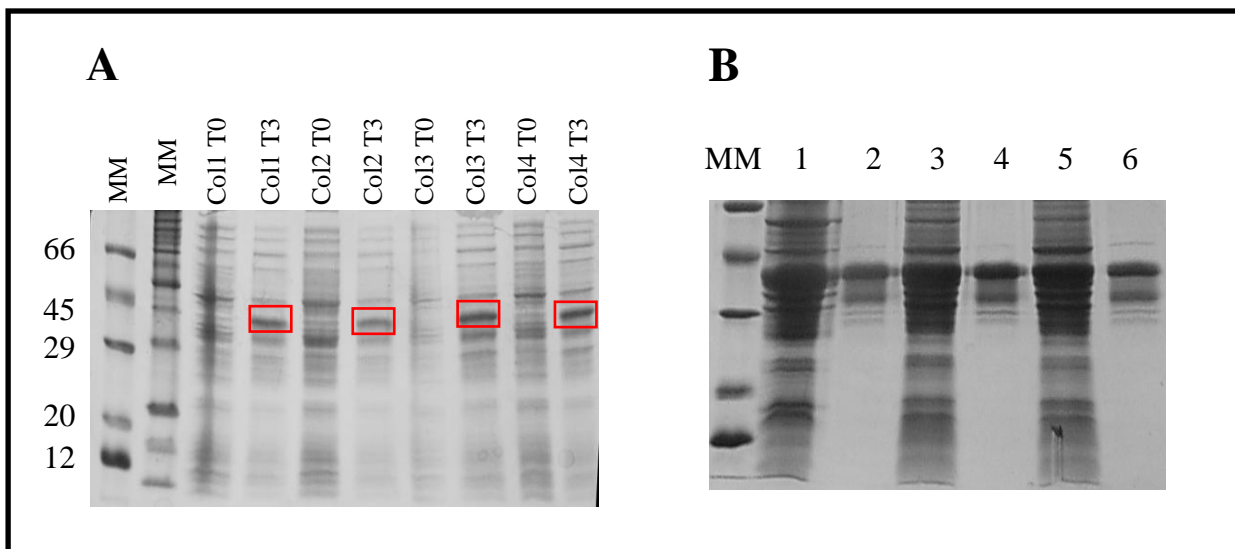 A
B
MM
MM
Col1 T0
Col1 T3
Col2 T0
Col2 T3
Col3 T0
Col3 T3
Col4 T0
Col4 T3
MM 1 2 3 4 5 6
66
45
29
20
12